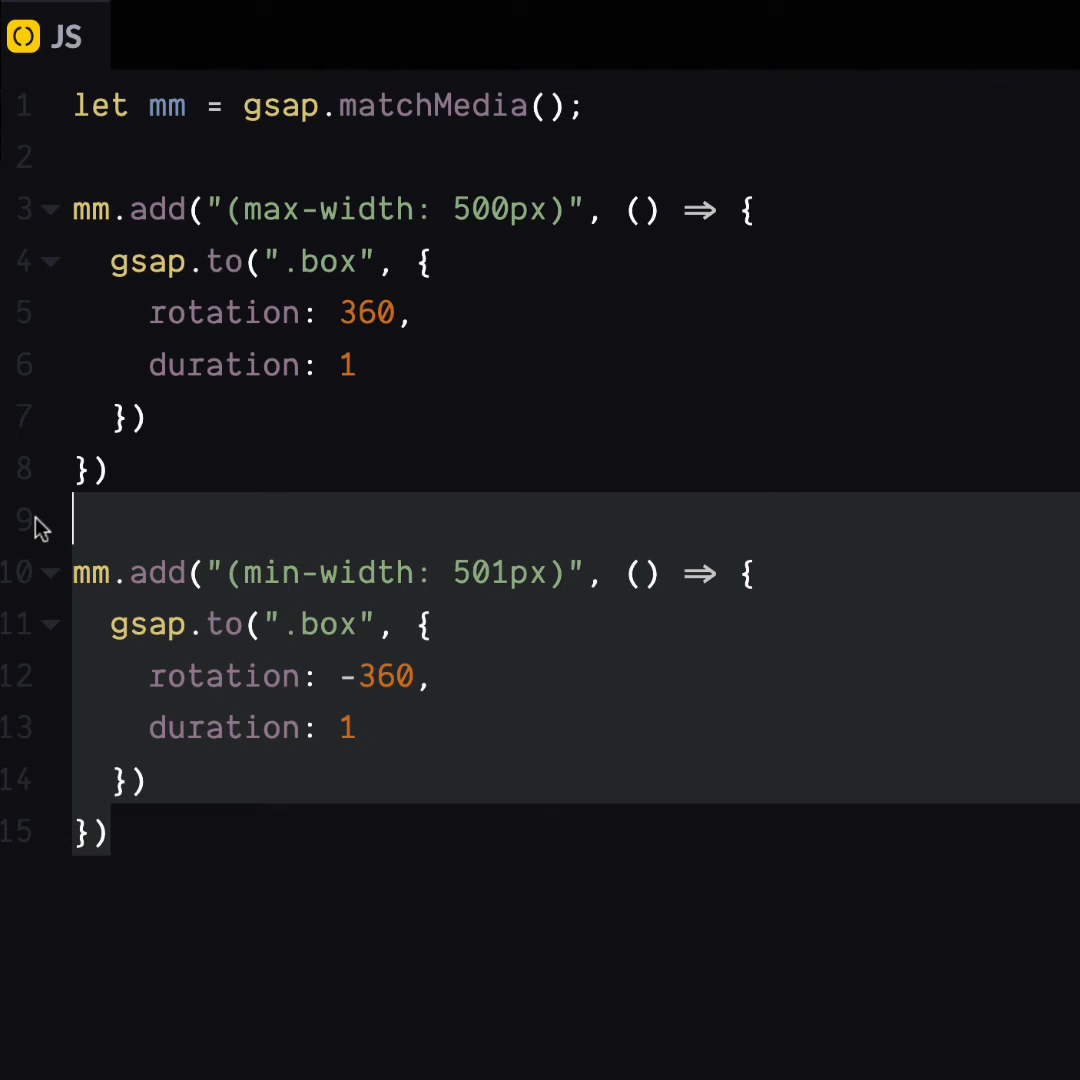 JS
1 let mm = gsap.matchMedia();
2
3 mm.add("(max-width: 500px)", () => {
4 gsap.to(".box", {
5 rotation: 360,
6 duration: 1
7 })
8 })
9
10 mm.add("(min-width: 501px)", () => {
11 gsap.to(".box", {
12 rotation: -360,
13 duration: 1
14 })
15 })